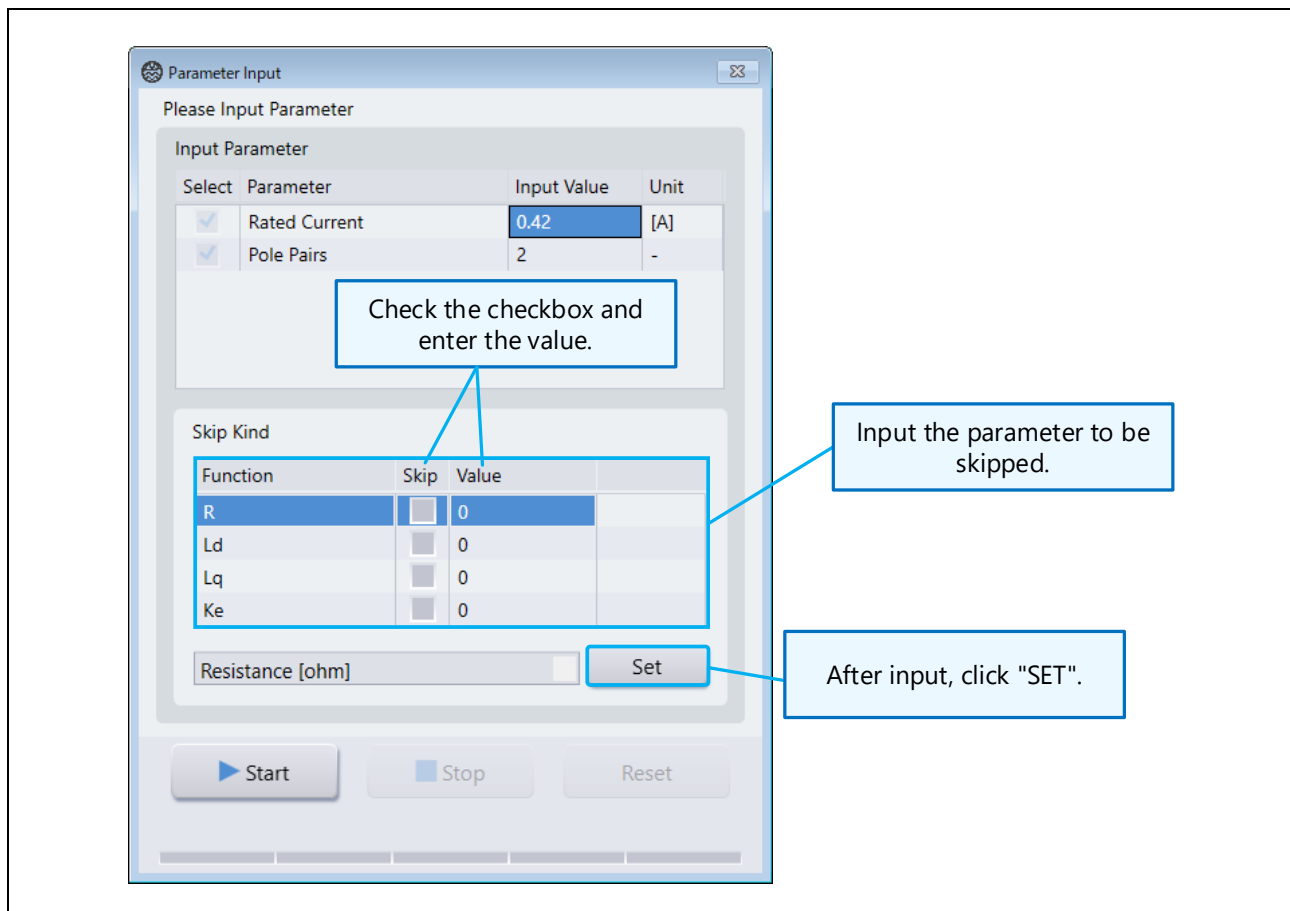 Parameter Input
Please Input Parameter
Input Parameter
Select Parameter Input Value Unit
Rated Current 0.42 [A]
Pole Pairs 2 -
Check the checkbox and
enter the value.
Skip Kind
Function Skip Value
R 0
Ld 0
Lq 0
Ke 0
Input the parameter to be
skipped.
Resistance [ohm] Set
After input, click "SET".
Start Stop Reset